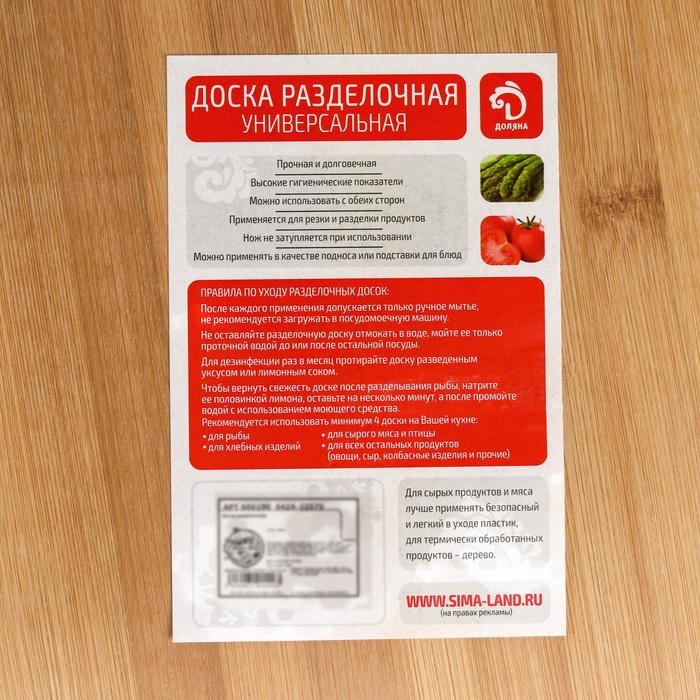 ДОСКА РАЗДЕЛОЧНАЯ
УНИВЕРСАЛЬНАЯ
ДОЛЯНА
Прочная и долговечная
Высокие гигиенические показатели
Можно использовать с обеих сторон
Применяется для резки и разделки продуктов
Нож не затупляется при использовании
Можно применять в качестве подноса или подставки для блюд
ПРАВИЛА ПО УХОДУ РАЗДЕЛОЧНЫХ ДОСОК:
После каждого применения допускается только ручное мытье,
не рекомендуется загружать в посудомоечную машину.
Не оставляйте разделочную доску отмокать в воде, мойте ее только
проточной водой до или после остальной посуды.
Для дезинфекции раз в месяц протирайте доску разведенным
уксусом или лимонным соком.
Чтобы вернуть свежесть доске после разделывания рыбы, натрите
ее половинкой лимона, оставьте на несколько минут, а после промойте
водой с использованием моющего средства.
Рекомендуется использовать минимум 4 доски на Вашей кухне:
• для рыбы
• для хлебных изделий
• для сырого мяса и птицы
• для всех остальных продуктов
(овощи, сыр, колбасные изделия и прочие)
Для сырых продуктов и мяса
лучше применять безопасный
и легкий в уходе пластик,
для термически обработанных
продуктов – дерево.
WWW.SIMA-LAND.RU
(на правах рекламы)